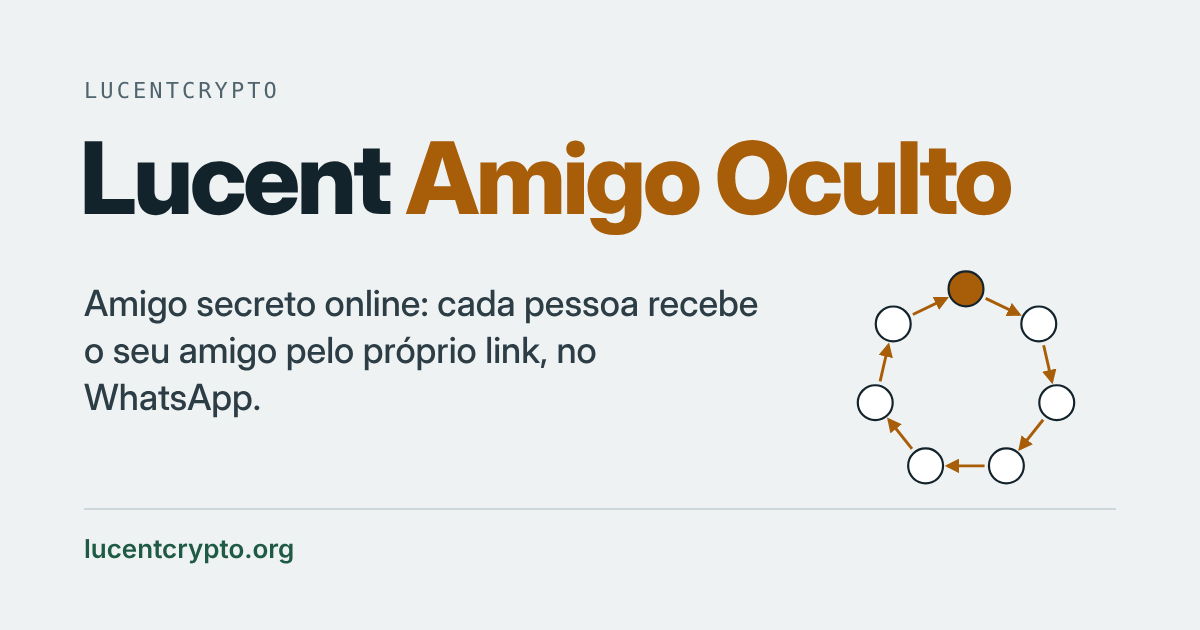 LUCENTCRYPTO
Lucent Amigo Oculto
Amigo secreto online: cada pessoa recebe
o seu amigo pelo próprio link, no
WhatsApp.
lucentcrypto.org